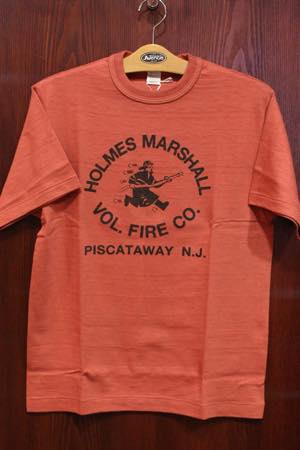 HOLMES MARSHALL
VOL. FIRE CO.
PISCATAWAY N.J.